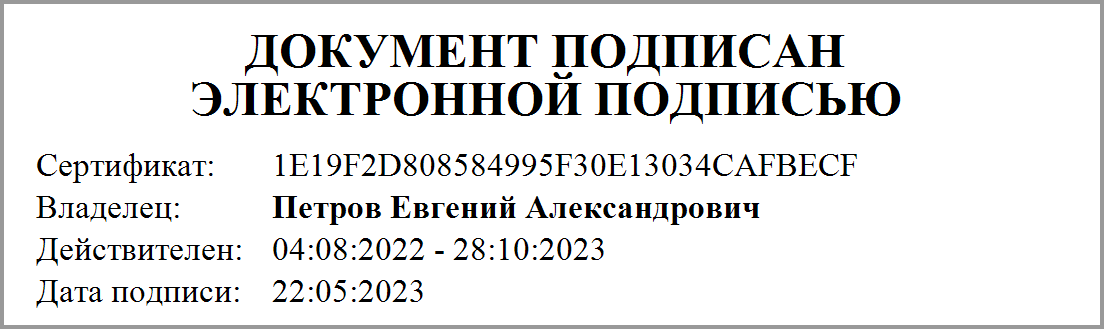 ДОКУМЕНТ ПОДПИСАН
ЭЛЕКТРОННОЙ ПОДПИСЬЮ
Сертификат: 1E19F2D808584995F30E13034CAFBECF
Владелец: Петров Евгений Александрович
Действителен: 04:08:2022 - 28:10:2023
Дата подписи: 22:05:2023